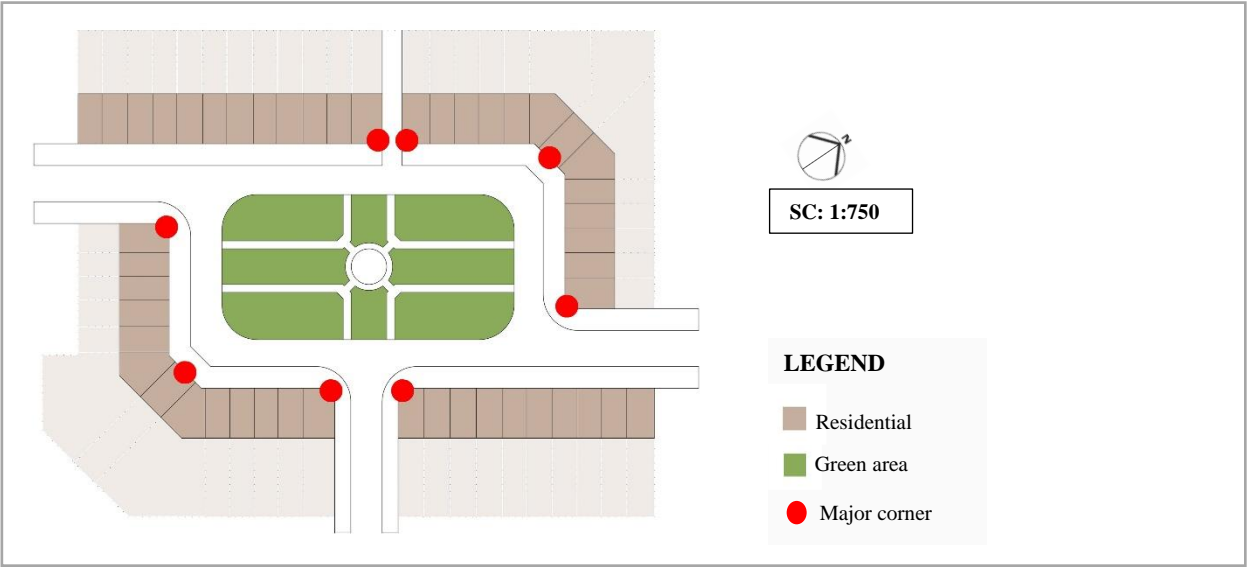 N
SC: 1:750
LEGEND
Residential
Green area
Major corner